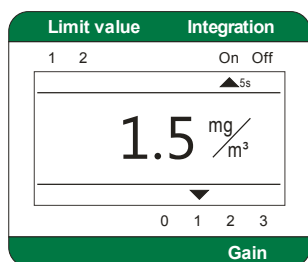 Limit value Integration
1 2 On Off
5s
1.5 mg/m³
0 1 2 3
Gain